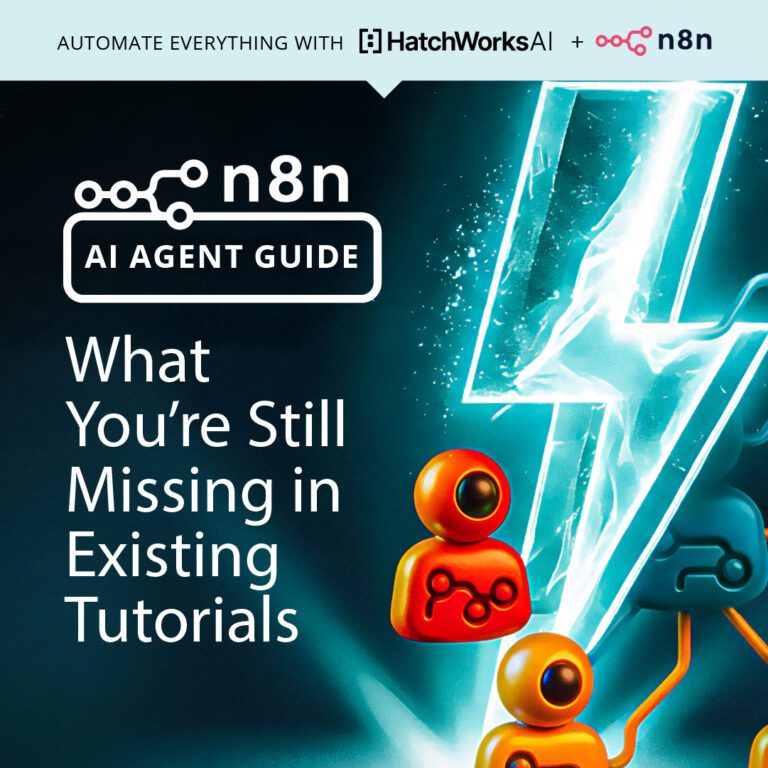 AUTOMATE EVERYTHING WITH HatchWorksAI + n8n
n8n
AI AGENT GUIDE
What
You’re Still
Missing in
Existing
Tutorials